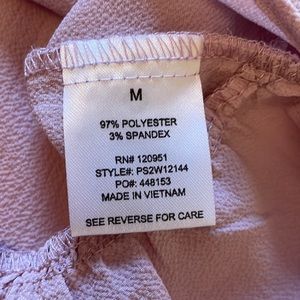 M
97% POLYESTER
3% SPANDEX
RN# 120951
STYLE#: PS2W12144
PO#: 448153
MADE IN VIETNAM
SEE REVERSE FOR CARE